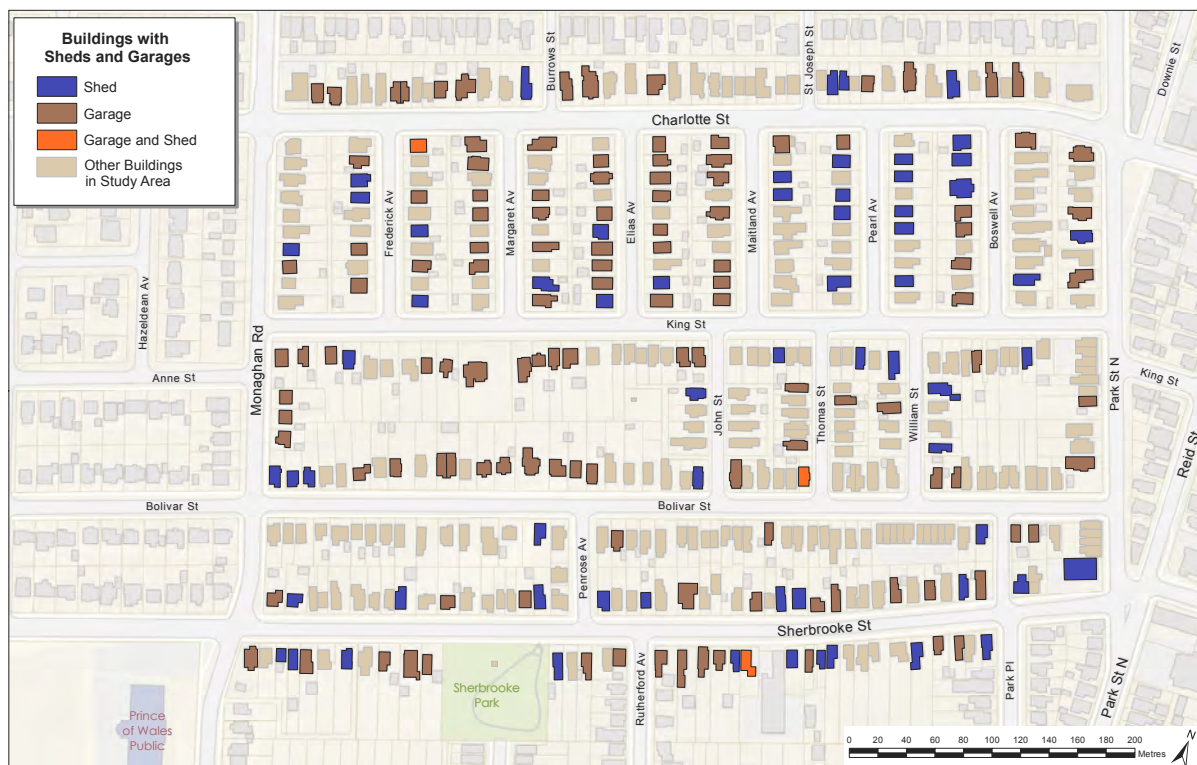 Buildings with
Sheds and Garages
Shed
Garage
Garage and Shed
Other Buildings
in Study Area
Burrows St
St Joseph St
Downie St
Charlotte St
Frederick Av
Margaret Av
Elias Av
Maitland Av
Pearl Av
Boswell Av
Hazeldean Av
Monaghan Rd
King St
Anne St
John St
Thomas St
William St
Park St N
King St
Reid St
Bolivar St
Bolivar St
Penrose Av
Sherbrooke St
Rutherford Av
Sherbrooke
Park
Park Pl
Park St N
Prince
of Wales
Public
0 20 40 60 80 100 120 140 160 180 200
Metres
N